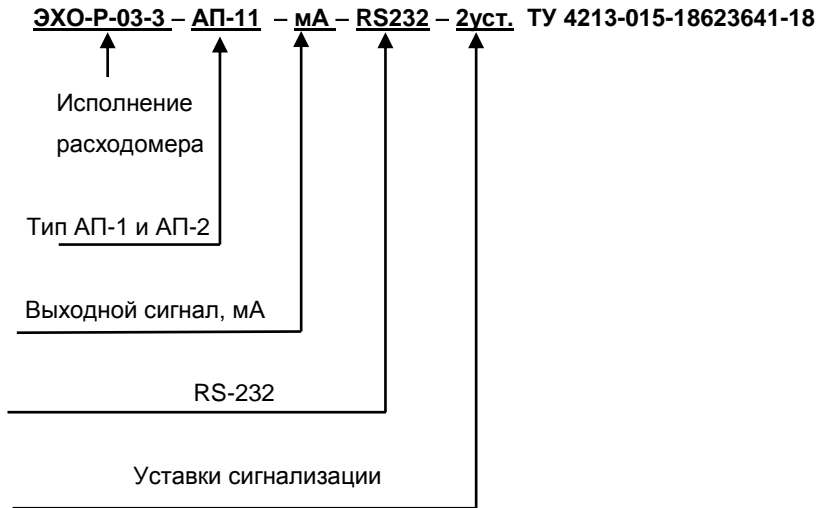 ЭХО-Р-03-3 – АП-11 – мА – RS232 – 2уст. ТУ 4213-015-18623641-18
Исполнение
расходомера
Тип АП-1 и АП-2
Выходной сигнал, мА
RS-232
Уставки сигнализации